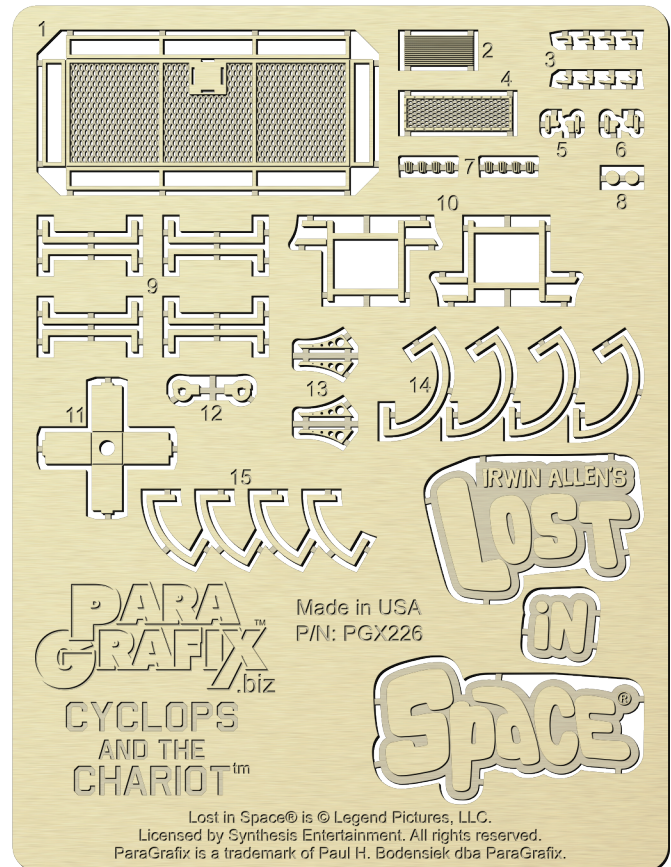 1
2
3
4
5
6
7
8
9
10
11
12
13
14
15
IRWIN ALLEN'S
LOST
iN
SpACE®
PARA
GRAFIX™
.biz
Made in USA
P/N: PGX226
CYCLOPS
AND THE
CHARIOT™
Lost in Space® is © Legend Pictures, LLC.
Licensed by Synthesis Entertainment. All rights reserved.
ParaGrafix is a trademark of Paul H. Bodensiek dba ParaGrafix.